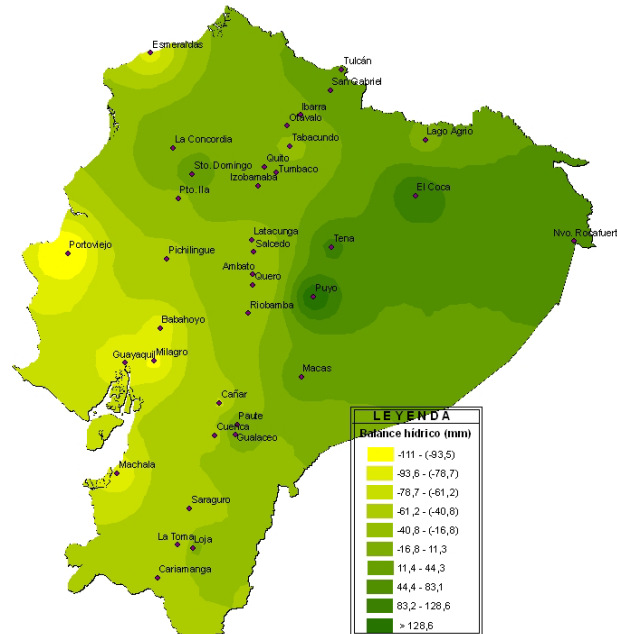 Esmeraldas
Tulcán
San Gabriel
Ibarra
Otavalo
La Concordia
Tabacundo
Lago Agrio
Quito
Sto. Domingo
Tumbaco
Izobamaba
Pto. Ila
El Coca
Latacunga
Nvo. Rocafuert
Portoviejo
Salcedo
Tena
Pichilingue
Ambato
Quero
Puyo
Riobamba
Babahoyo
Guayaquil
Milagro
Macas
Cañar
Paute
Cuenca
Gualaceo
Machala
Saraguro
La Toma
Loja
Cariamanga
LEYENDA
Balance hídrico (mm)
-111 - (-93,5)
-93,6 - (-78,7)
-78,7 - (-61,2)
-61,2 - (-40,8)
-40,8 - (-16,8)
-16,8 - 11,3
11,4 - 44,3
44,4 - 83,1
83,2 - 128,6
> 128,6